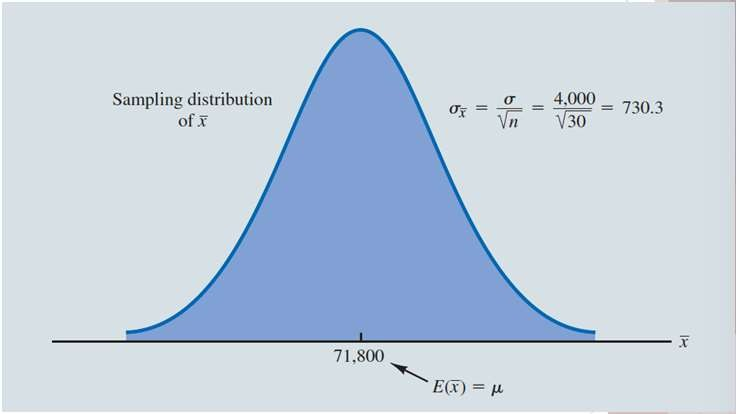 Sampling distribution
of x̅
σx̅ = σ/√n = 4,000/√30 = 730.3
x̅
71,800
E(x̅) = μ